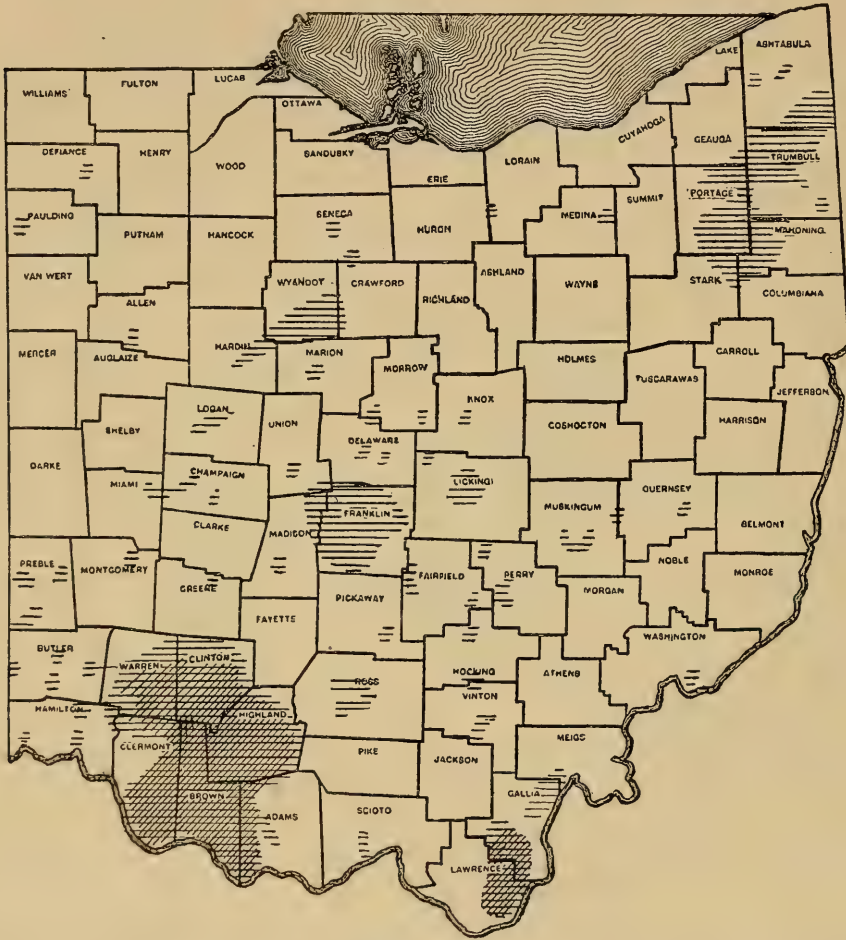 LAKE
ASHTABULA
WILLIAMS
FULTON
LUCAS
OTTAWA
CUYAHOGA
GEAUGA
DEFIANCE
HENRY
WOOD
SANDUSKY
ERIE
LORAIN
TRUMBULL
PAULDING
PUTNAM
HANCOCK
SENECA
HURON
MEDINA
SUMMIT
PORTAGE
MAHONING
VAN WERT
ALLEN
WYANDOT
CRAWFORD
RICHLAND
ASHLAND
WAYNE
STARK
COLUMBIANA
MERCER
AUGLAIZE
HARDIN
MARION
MORROW
HOLMES
TUSCARAWAS
CARROLL
JEFFERSON
SHELBY
LOGAN
UNION
DELAWARE
KNOX
COSHOCTON
HARRISON
DARKE
MIAMI
CHAMPAIGN
LICKING
MUSKINGUM
GUERNSEY
BELMONT
CLARKE
MADISON
FRANKLIN
PREBLE
MONTGOMERY
GREENE
FAYETTE
PICKAWAY
FAIRFIELD
PERRY
MORGAN
NOBLE
MONROE
BUTLER
WARREN
CLINTON
ROSS
HOCKING
ATHENS
WASHINGTON
HAMILTON
CLERMONT
HIGHLAND
PIKE
VINTON
JACKSON
MEIGS
BROWN
ADAMS
SCIOTO
GALLIA
LAWRENCE